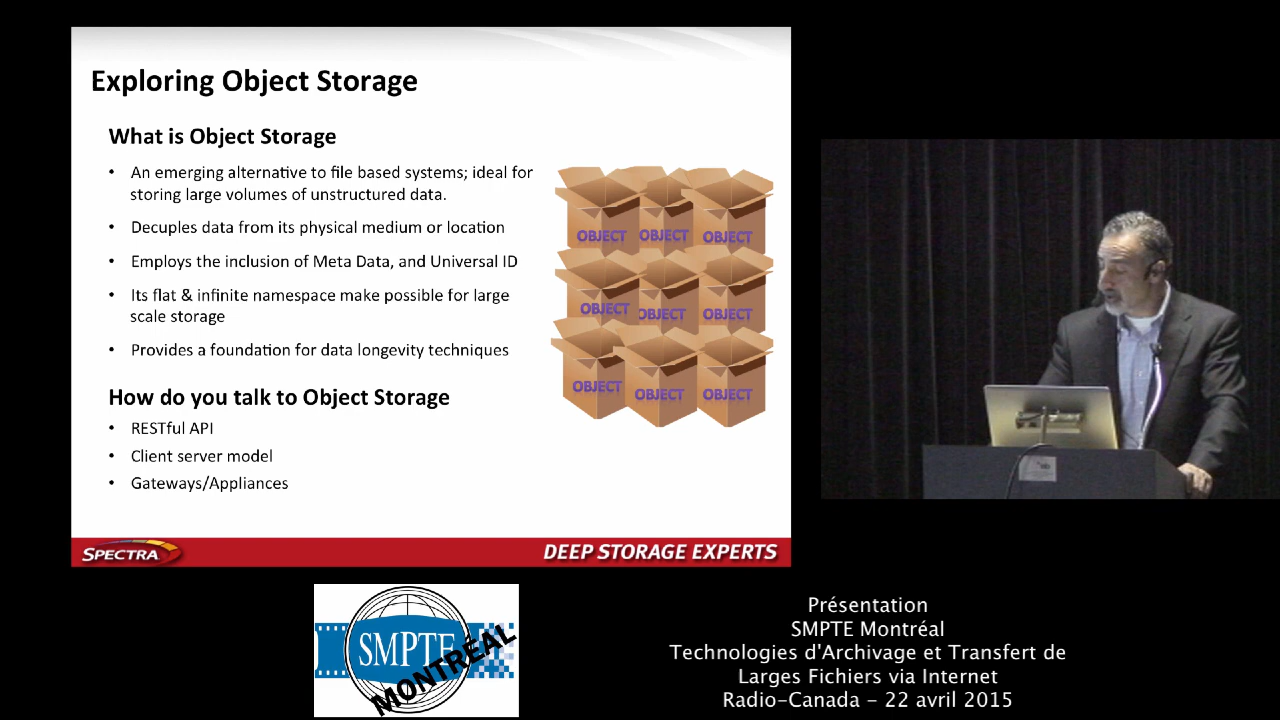 Exploring Object Storage
What is Object Storage
• An emerging alternative to file based systems; ideal for
storing large volumes of unstructured data.
• Decuples data from its physical medium or location
• Employs the inclusion of Meta Data, and Universal ID
• Its flat & infinite namespace make possible for large
scale storage
• Provides a foundation for data longevity techniques
How do you talk to Object Storage
• RESTful API
• Client server model
• Gateways/Appliances
OBJECT OBJECT OBJECT
OBJECT OBJECT OBJECT
OBJECT OBJECT OBJECT
SPECTRA
DEEP STORAGE EXPERTS
SMPTE
MONTRÉAL
Présentation
SMPTE Montréal
Technologies d'Archivage et Transfert de
Larges Fichiers via Internet
Radio-Canada - 22 avril 2015